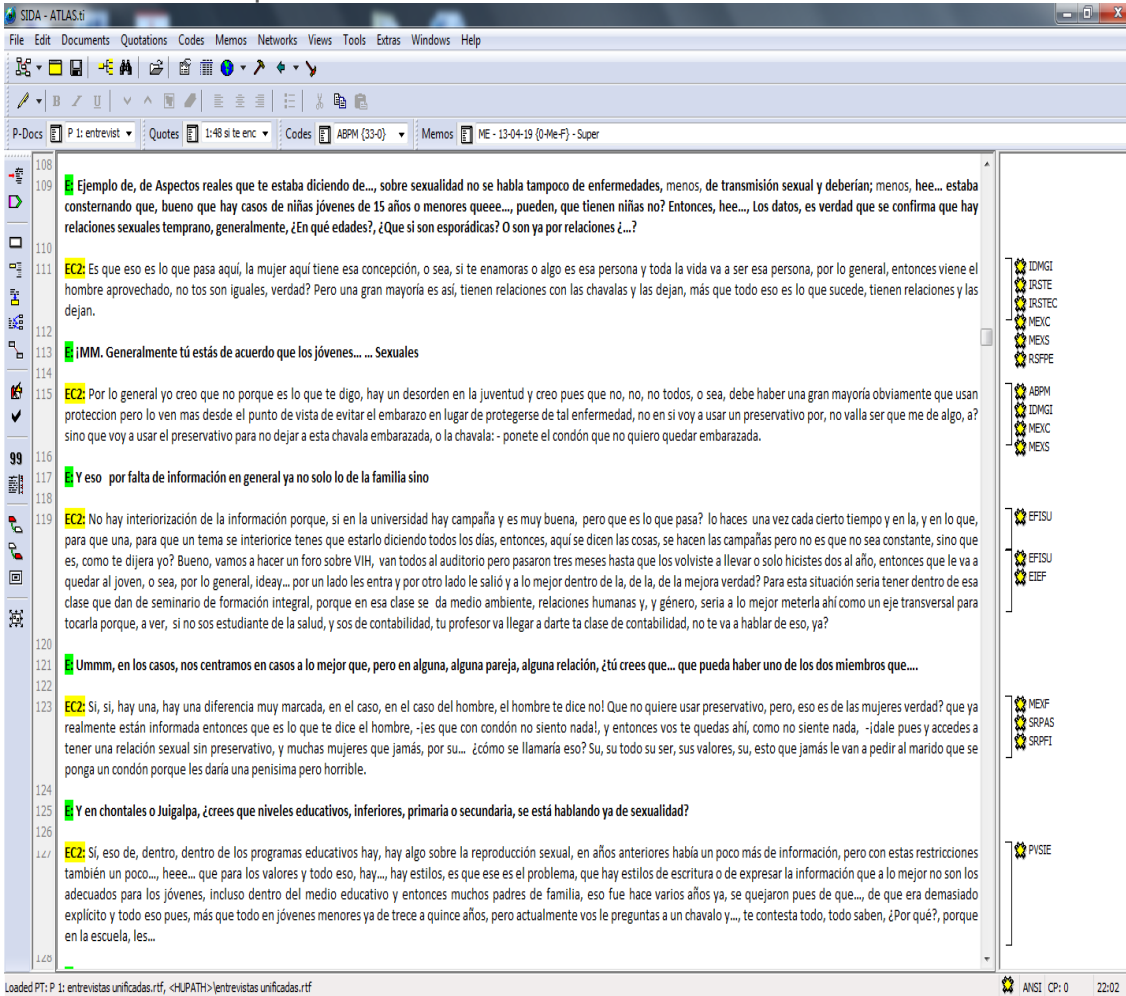 SIDA - ATLAS.ti
File Edit Documents Quotations Codes Memos Networks Views Tools Extras Windows Help
B I U
P-Docs P 1: entrevist Quotes 1:48 si te enc Codes ABPM {33-0} Memos ME - 13-04-19 {0-Me-F} - Super
108
109 E: Ejemplo de, de Aspectos reales que te estaba diciendo de..., sobre sexualidad no se habla tampoco de enfermedades, menos, de transmisión sexual y deberían; menos, hee... estaba
consternando que, bueno que hay casos de niñas jóvenes de 15 años o menores queee..., pueden, que tienen niñas no? Entonces, hee..., Los datos, es verdad que se confirma que hay
relaciones sexuales temprano, generalmente, ¿En qué edades?, ¿Que si son esporádicas? O son ya por relaciones ¿...?
110
111 EC2: Es que eso es lo que pasa aquí, la mujer aquí tiene esa concepción, o sea, si te enamoras o algo es esa persona y toda la vida va a ser esa persona, por lo general, entonces viene el
hombre aprovechado, no tos son iguales, verdad? Pero una gran mayoría es así, tienen relaciones con las chavalas y las dejan, más que todo eso es lo que sucede, tienen relaciones y las
dejan.
IDMGI
IRSTE
IRSTEC
MEXC
MEXS
RSFPE
112
113 E: ¡MM. Generalmente tú estás de acuerdo que los jóvenes... ... Sexuales
114
115 EC2: Por lo general yo creo que no porque es lo que te digo, hay un desorden en la juventud y creo pues que no, no, no todos, o sea, debe haber una gran mayoría obviamente que usan
proteccion pero lo ven mas desde el punto de vista de evitar el embarazo en lugar de protegerse de tal enfermedad, no en si voy a usar un preservativo por, no valla ser que me de algo, a?
sino que voy a usar el preservativo para no dejar a esta chavala embarazada, o la chavala: - ponete el condón que no quiero quedar embarazada.
ABPM
IDMGI
MEXC
MEXS
116
117 E: Y eso por falta de información en general ya no solo lo de la familia sino
118
119 EC2: No hay interiorización de la información porque, si en la universidad hay campaña y es muy buena, pero que es lo que pasa? lo haces una vez cada cierto tiempo y en la, y en lo que,
para que una, para que un tema se interiorice tenes que estarlo diciendo todos los días, entonces, aquí se dicen las cosas, se hacen las campañas pero no es que no sea constante, sino que
es, como te dijera yo? Bueno, vamos a hacer un foro sobre VIH, van todos al auditorio pero pasaron tres meses hasta que los volviste a llevar o solo hicistes dos al año, entonces que le va a
quedar al joven, o sea, por lo general, ideay... por un lado les entra y por otro lado le salió y a lo mejor dentro de la, de la, de la mejora verdad? Para esta situación seria tener dentro de esa
clase que dan de seminario de formación integral, porque en esa clase se da medio ambiente, relaciones humanas y, y género, seria a lo mejor meterla ahí como un eje transversal para
tocarla porque, a ver, si no sos estudiante de la salud, y sos de contabilidad, tu profesor va llegar a darte ta clase de contabilidad, no te va a hablar de eso, ya?
EFISU
EFISU
EIEF
120
121 E: Ummm, en los casos, nos centramos en casos a lo mejor que, pero en alguna, alguna pareja, alguna relación, ¿tú crees que... que pueda haber uno de los dos miembros que....
122
123 EC2: Si, si, hay una, hay una diferencia muy marcada, en el caso, en el caso del hombre, el hombre te dice no! Que no quiere usar preservativo, pero, eso es de las mujeres verdad? que ya
realmente están informada entonces que es lo que te dice el hombre, -¡es que con condón no siento nada!, y entonces vos te quedas ahí, como no siente nada, -¡dale pues y accedes a
tener una relación sexual sin preservativo, y muchas mujeres que jamás, por su... ¿cómo se llamaría eso? Su, su todo su ser, sus valores, su, esto que jamás le van a pedir al marido que se
ponga un condón porque les daría una penisima pero horrible.
MEXF
SRPAS
SRPFI
124
125 E: Y en chontales o Juigalpa, ¿crees que niveles educativos, inferiores, primaria o secundaria, se está hablando ya de sexualidad?
126
127 EC2: Sí, eso de, dentro, dentro de los programas educativos hay, hay algo sobre la reproducción sexual, en años anteriores había un poco más de información, pero con estas restricciones
también un poco..., heee... que para los valores y todo eso, hay..., hay estilos, es que ese es el problema, que hay estilos de escritura o de expresar la información que a lo mejor no son los
adecuados para los jóvenes, incluso dentro del medio educativo y entonces muchos padres de familia, eso fue hace varios años ya, se quejaron pues de que..., de que era demasiado
explícito y todo eso pues, más que todo en jóvenes menores ya de trece a quince años, pero actualmente vos le preguntas a un chavalo y..., te contesta todo, todo saben, ¿Por qué?, porque
en la escuela, les...
PVSIE
128
Loaded PT: P 1: entrevistas unificadas.rtf, <HUPATH>\entrevistas unificadas.rtf ANSI CP: 0 22:02